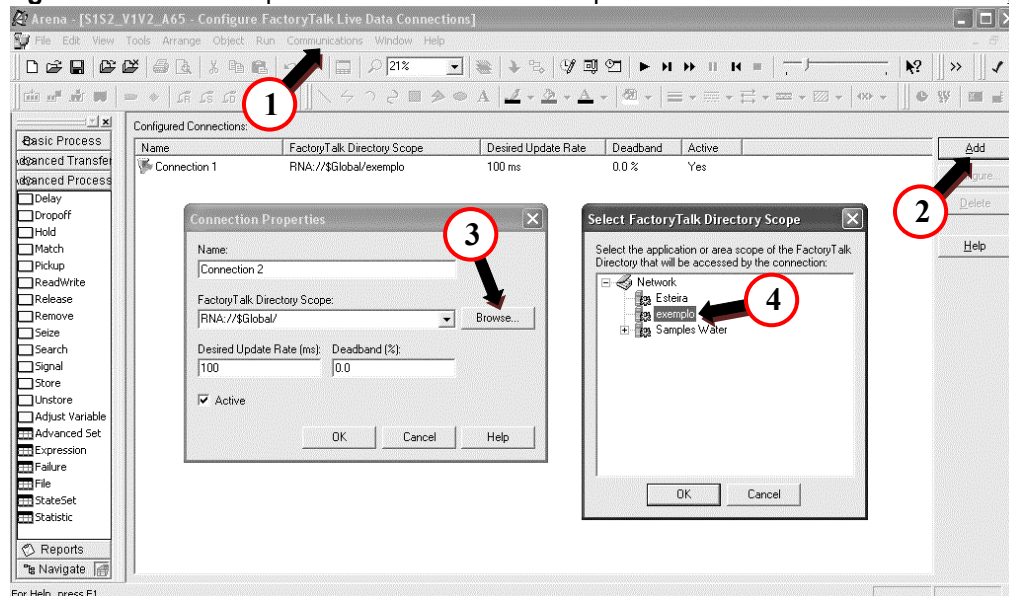 Arena - [S1S2_V1V2_A65 - Configure FactoryTalk Live Data Connections]
File Edit View Tools Arrange Object Run Communications Window Help
21%
1
Configured Connections:
Name FactoryTalk Directory Scope Desired Update Rate Deadband Active
Connection 1 RNA://$Global/exemplo 100 ms 0.0 % Yes
Basic Process
Advanced Process
Delay
Dropoff
Hold
Match
Pickup
ReadWrite
Release
Remove
Seize
Search
Signal
Store
Unstore
Adjust Variable
Advanced Set
Expression
Failure
File
StateSet
Statistic
Reports
Navigate
Add
2
Delete
Help
Connection Properties
3
Name:
Connection 2
FactoryTalk Directory Scope:
RNA://$Global/
Browse...
Desired Update Rate (ms): Deadband (%):
100 0.0
Active
OK Cancel Help
Select FactoryTalk Directory Scope
Select the application or area scope of the FactoryTalk
Directory that will be accessed by the connection:
Network
Esteira
exemplo
4
Samples Water
OK Cancel
For Help, press F1